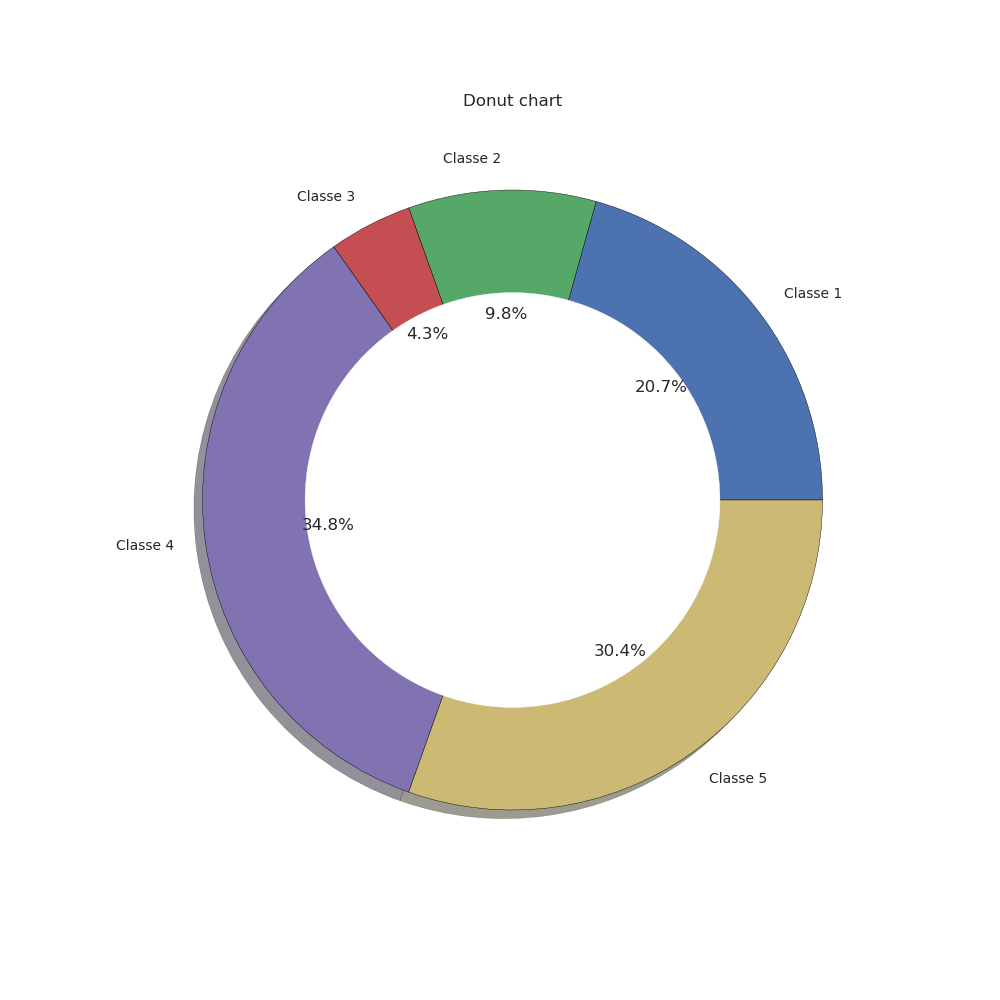 Donut chart
Classe 2
Classe 3
Classe 1
9.8%
4.3%
20.7%
34.8%
Classe 4
30.4%
Classe 5